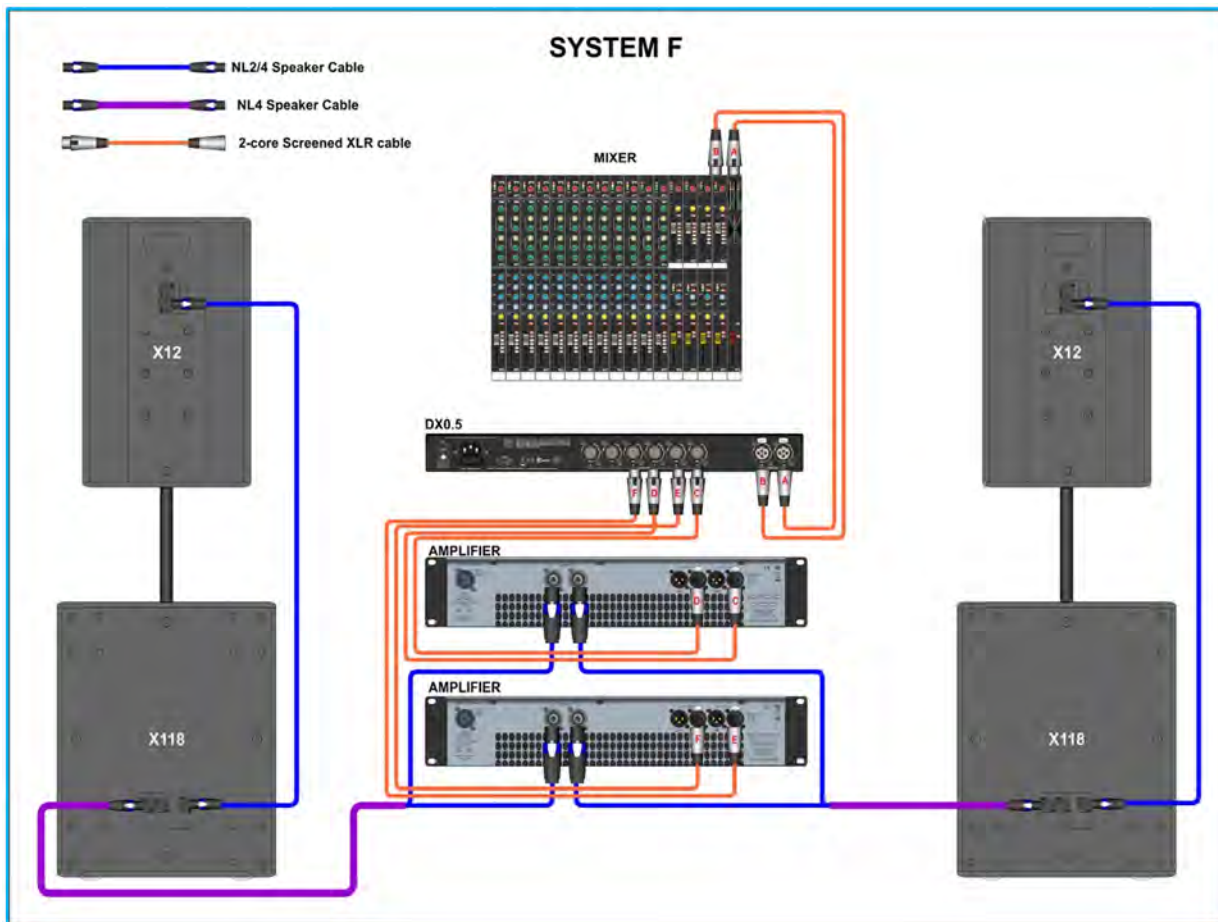 SYSTEM F
NL2/4 Speaker Cable
NL4 Speaker Cable
2-core Screened XLR cable
B A
MIXER
X12
X12
DX0.5
F D E C B A
AMPLIFIER
D C
AMPLIFIER
F E
X118
X118